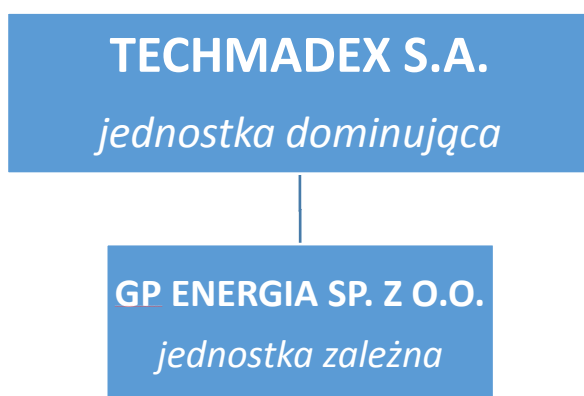 TECHMADEX S.A.
jednostka dominująca
GP ENERGIA SP. Z O.O.
jednostka zależna